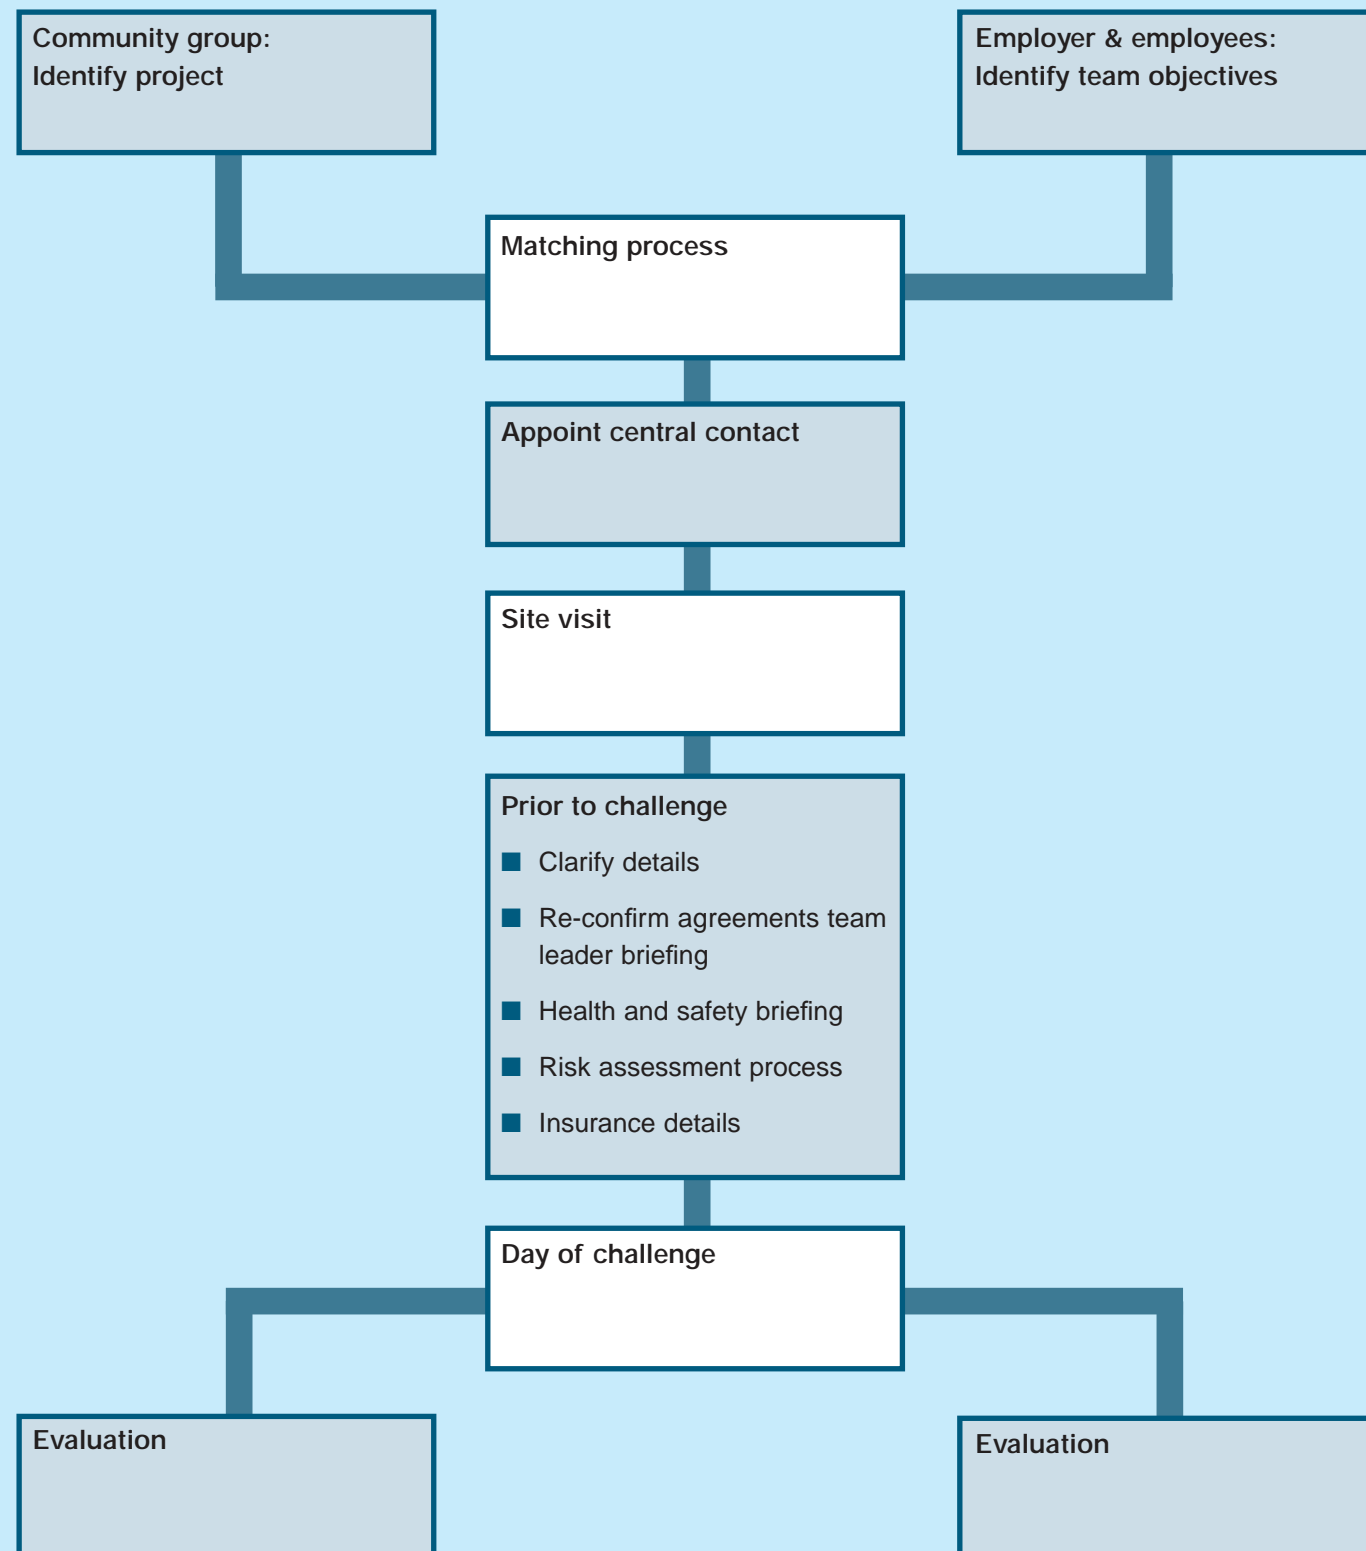 Community group:
Identify project
Employer & employees:
Identify team objectives
Matching process
Appoint central contact
Site visit
Prior to challenge
Clarify details
Re-confirm agreements team
leader briefing
Health and safety briefing
Risk assessment process
Insurance details
Day of challenge
Evaluation
Evaluation